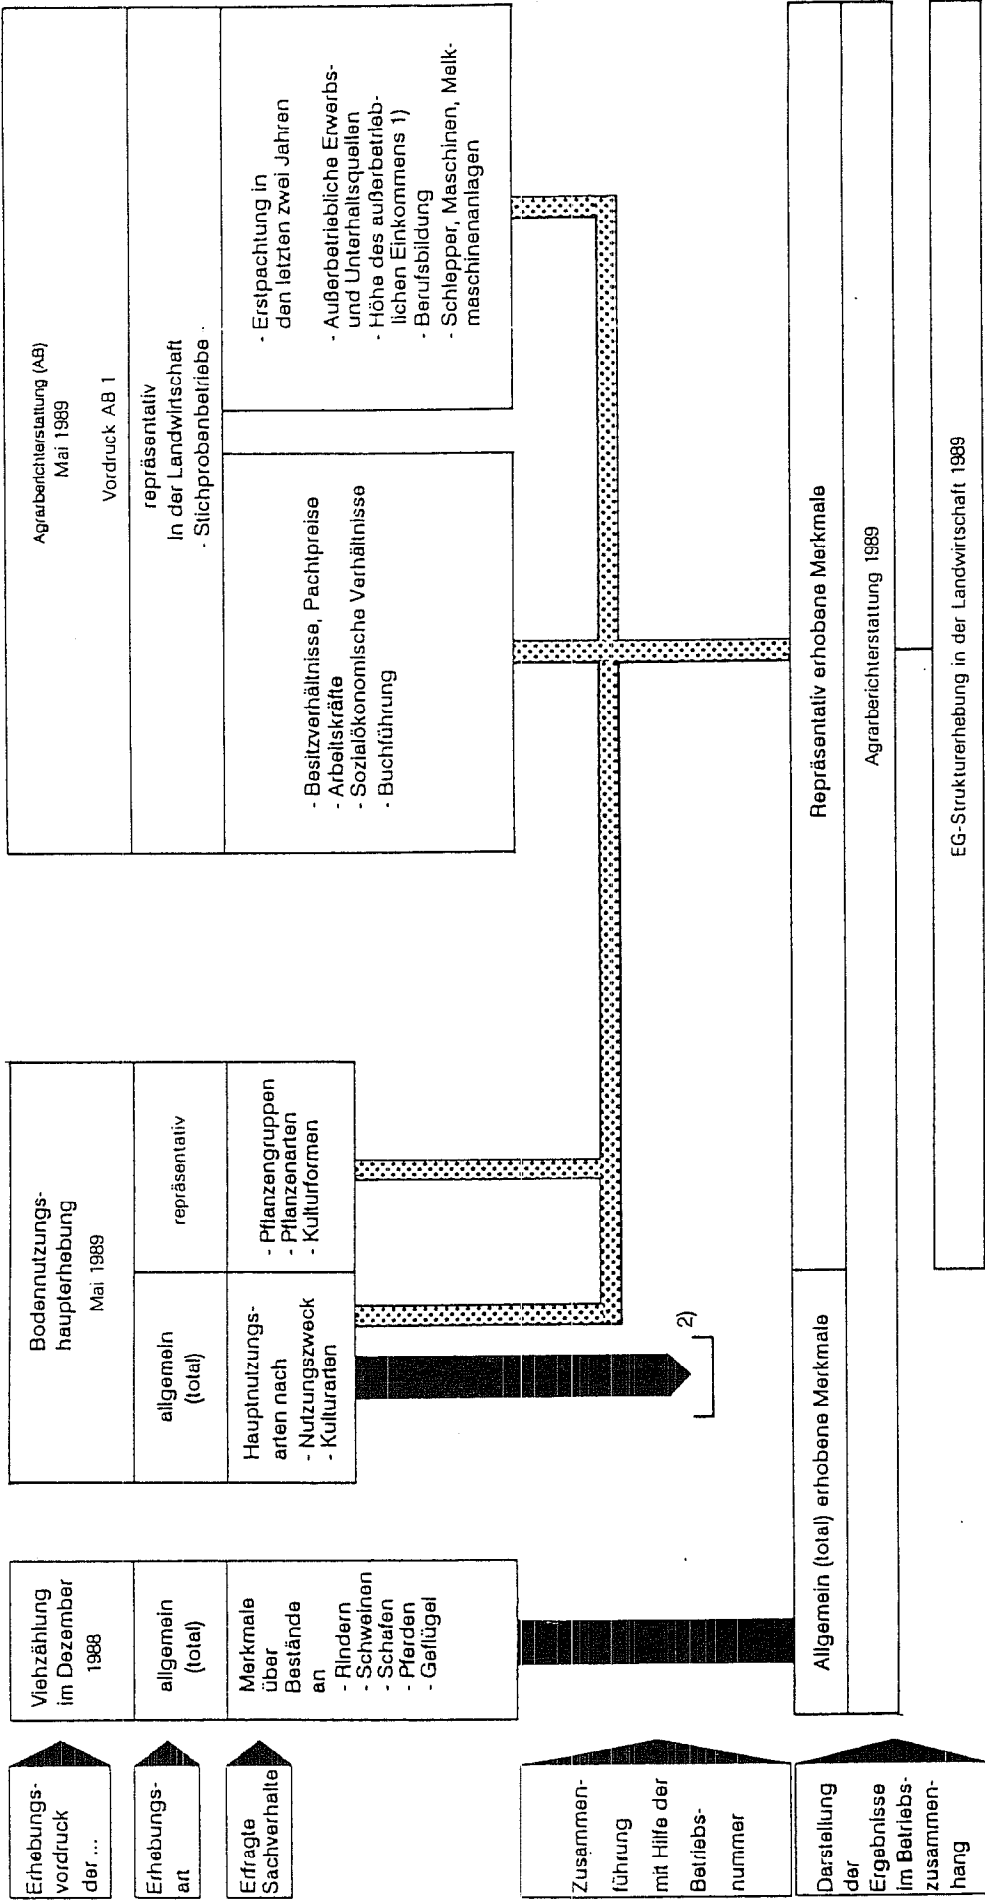 Erhebungs-
vordruck
der ...
Viehzählung
im Dezember
1988
Bodennutzungs-
haupterhebung
Mai 1989
Agrarberichterstattung (AB)
Mai 1989
Vordruck AB 1
Erhebungs-
art
allgemein
(total)
allgemein
(total)
repräsentativ
repräsentativ
In der Landwirtschaft
- Stichprobenbetriebe -
Erfragte
Sachverhalte
Merkmale
über
Bestände
an
- Rindern
- Schweinen
- Schafen
- Pferden
- Geflügel
Hauptnutzungs-
arten nach
- Nutzungszweck
- Kulturarten
- Pflanzengruppen
- Pflanzenarten
- Kulturformen
- Besitzverhältnisse, Pachtpreise
- Arbeitskräfte
- Sozialökonomische Verhältnisse
- Buchführung
- Erstpachtung in
den letzten zwei Jahren
- Außerbetriebliche Erwerbs-
und Unterhaltsquellen
- Höhe des außerbetrieb-
lichen Einkommens 1)
- Berufsbildung
- Schlepper, Maschinen, Melk-
maschinenanlagen
Zusammen-
führung
mit Hilfe der
Betriebs-
nummer
2)
Darstellung
der
Ergebnisse
im Betriebs-
zusammen-
hang
Allgemein (total) erhobene Merkmale
Repräsentativ erhobene Merkmale
Agrarberichterstattung 1989
EG-Strukturerhebung in der Landwirtschaft 1989